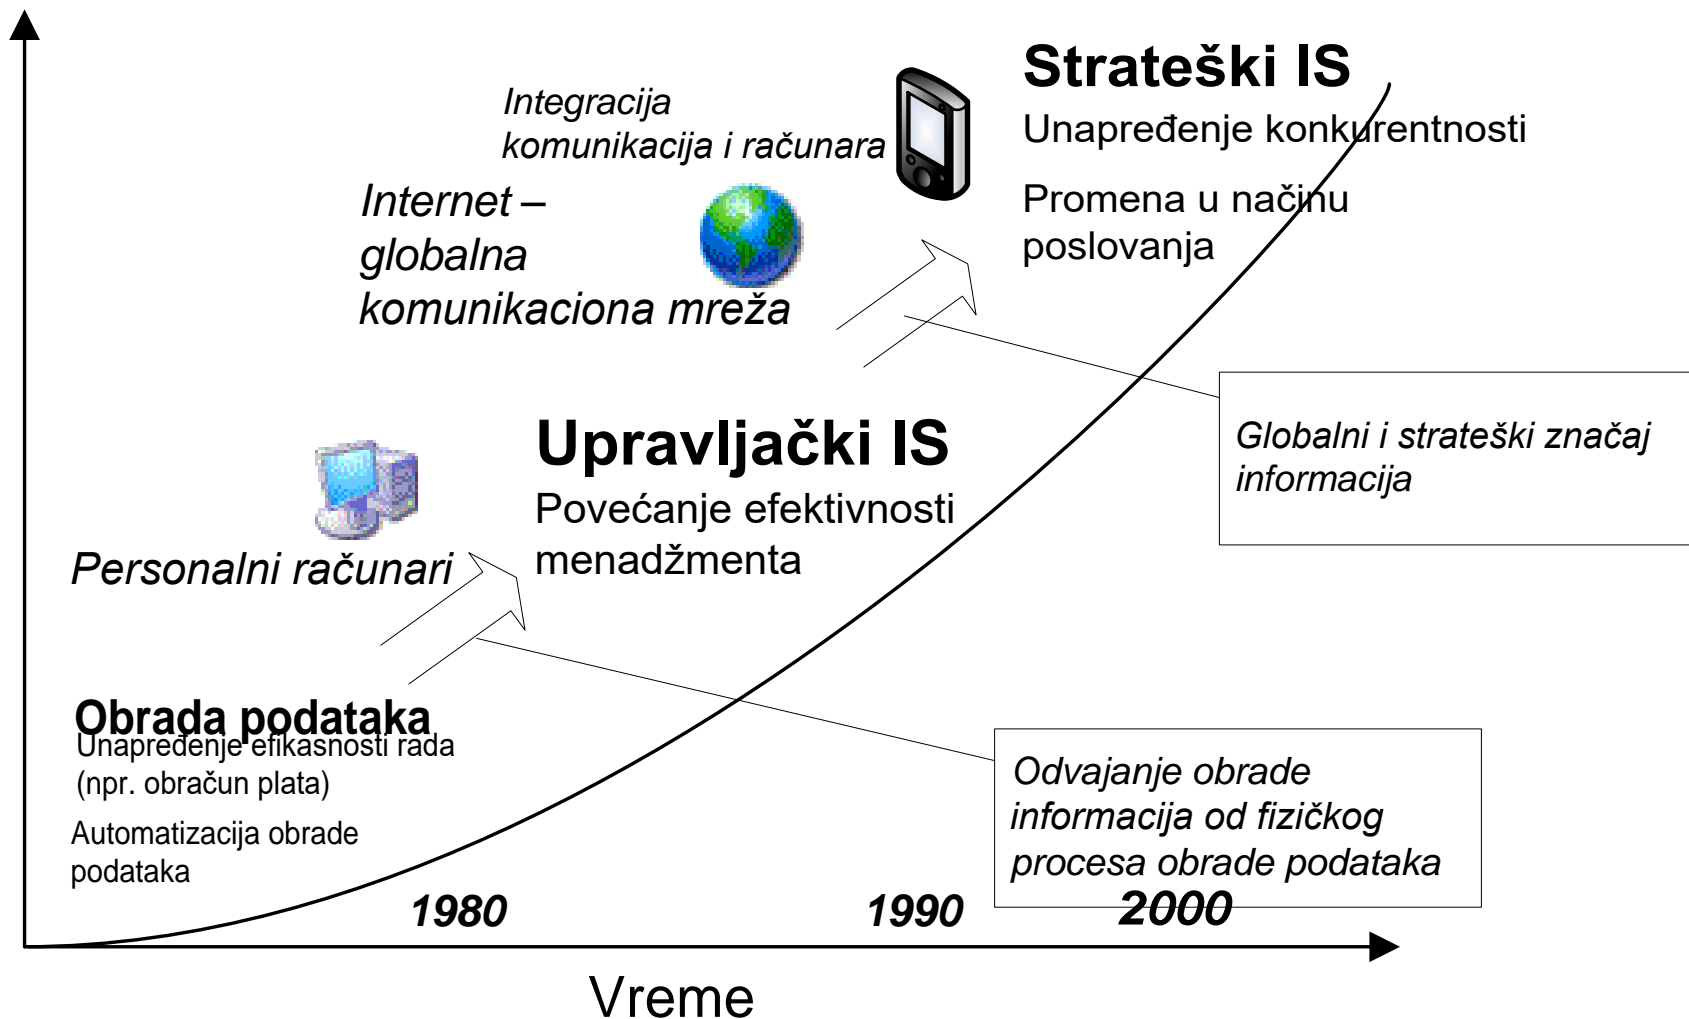 Strateški IS
Unapređenje konkurentnosti
Promena u načinu
poslovanja
Integracija
komunikacija i računara
Internet –
globalna
komunikaciona mreža
Globalni i strateški značaj
informacija
Upravljački IS
Povećanje efektivnosti
menadžmenta
Personalni računari
Obrada podataka
Unapređenje efikasnosti rada
(npr. obračun plata)
Automatizacija obrade
podataka
Odvajanje obrade
informacija od fizičkog
procesa obrade podataka
1980
1990
2000
Vreme